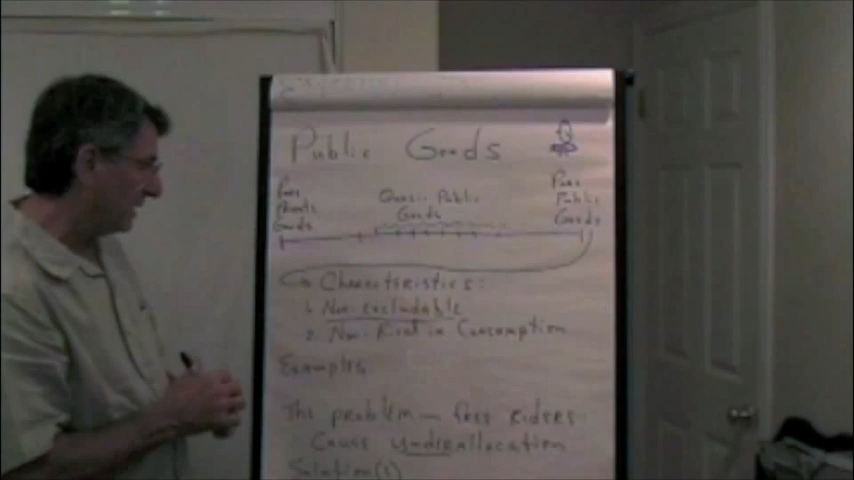 Public Goods
Pure
Private
Goods
Quasi-Public
Goods
Pure
Public
Goods
Characteristics:
1. Non-excludable
2. Non-Rival in Consumption
Examples
The problem - free RIDERS
Cause underallocation
Solution(s)